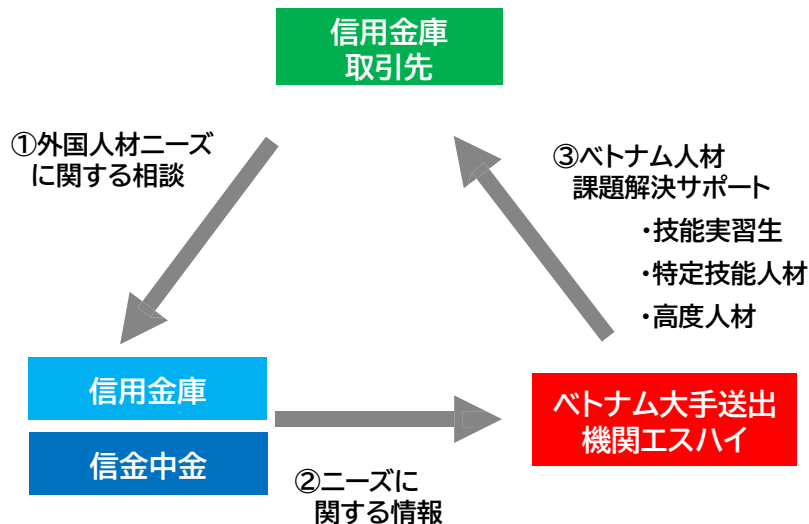 信用金庫
取引先
①外国人材ニーズ
に関する相談
③ベトナム人材
課題解決サポート
・技能実習生
・特定技能人材
・高度人材
信用金庫
信金中金
②ニーズに
関する情報
ベトナム大手送出
機関エスハイ